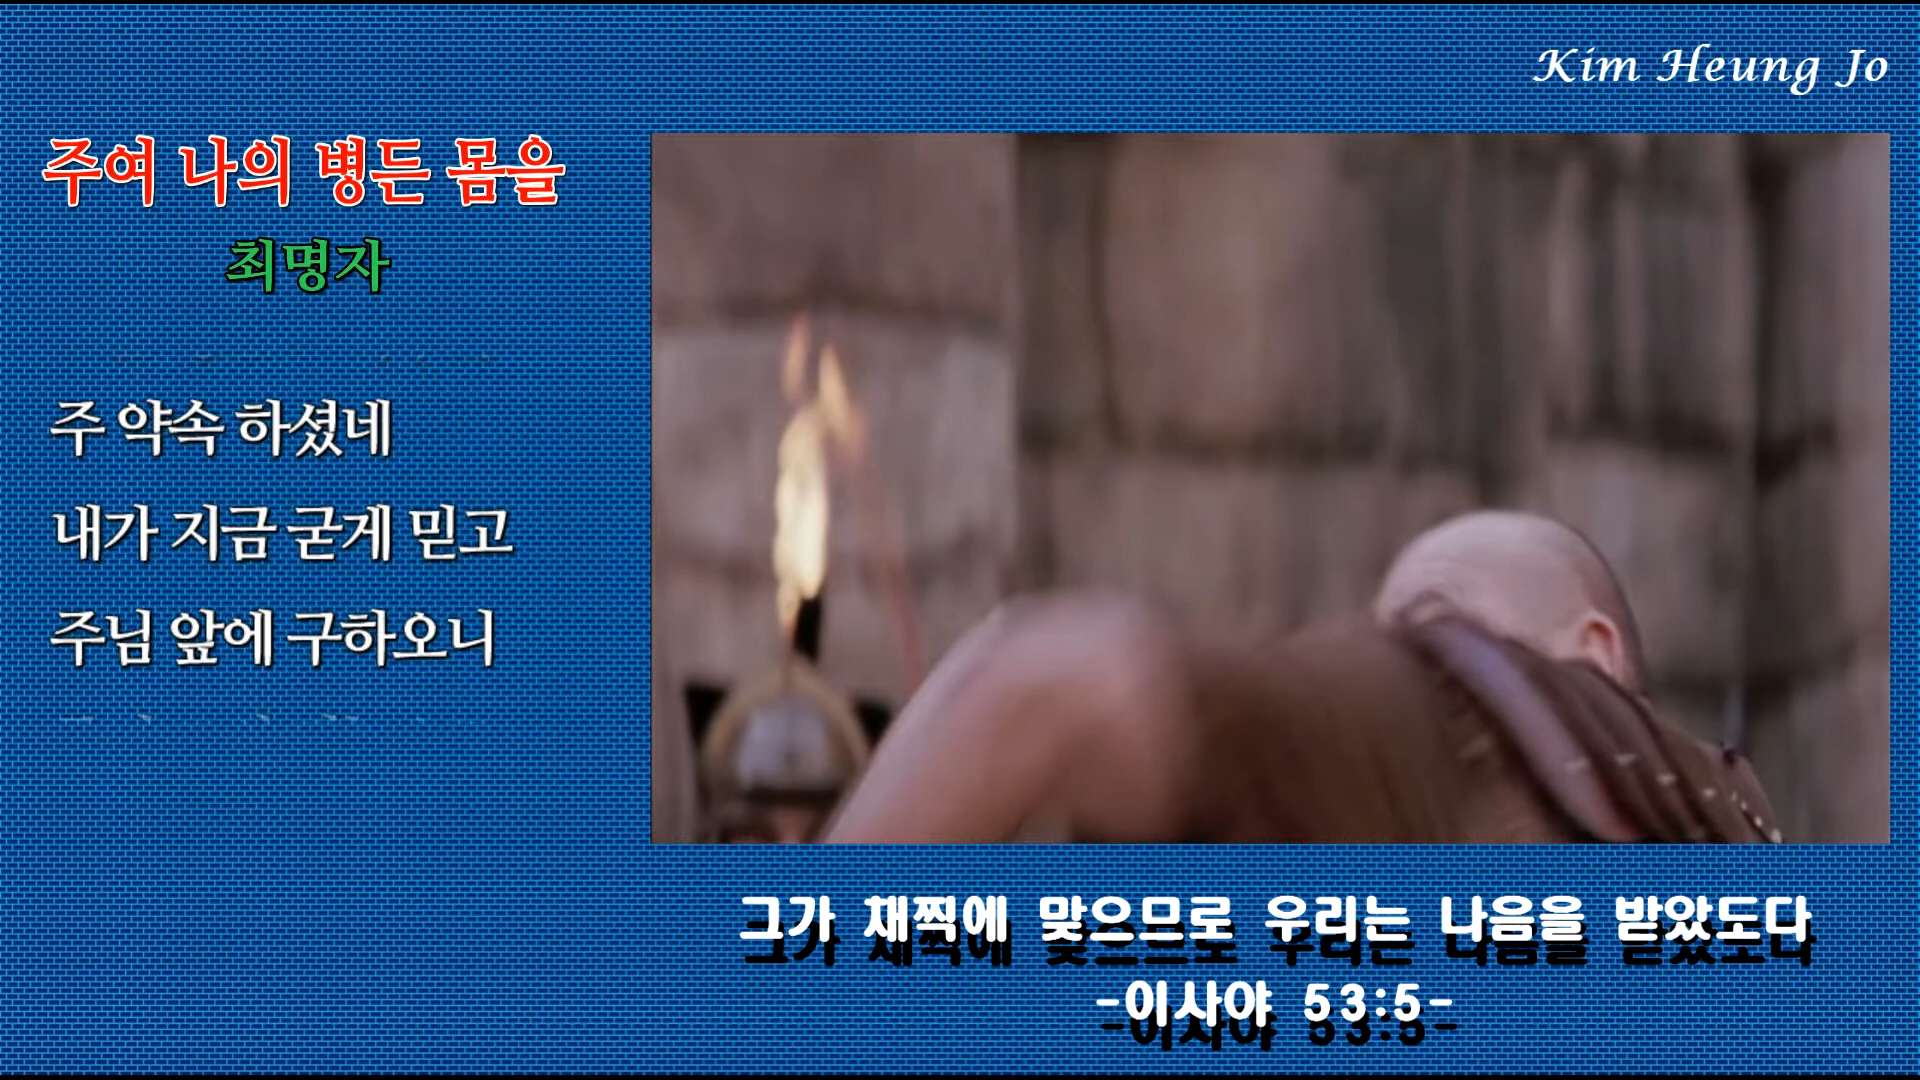 Kim Heung Jo
주여 나의 병든 몸을
최명자
주 약속 하셨네
내가 지금 굳게 믿고
주님 앞에 구하오니
그가 채찍에 맞으므로 우리는 나음을 받았도다
-이사야 53:5-